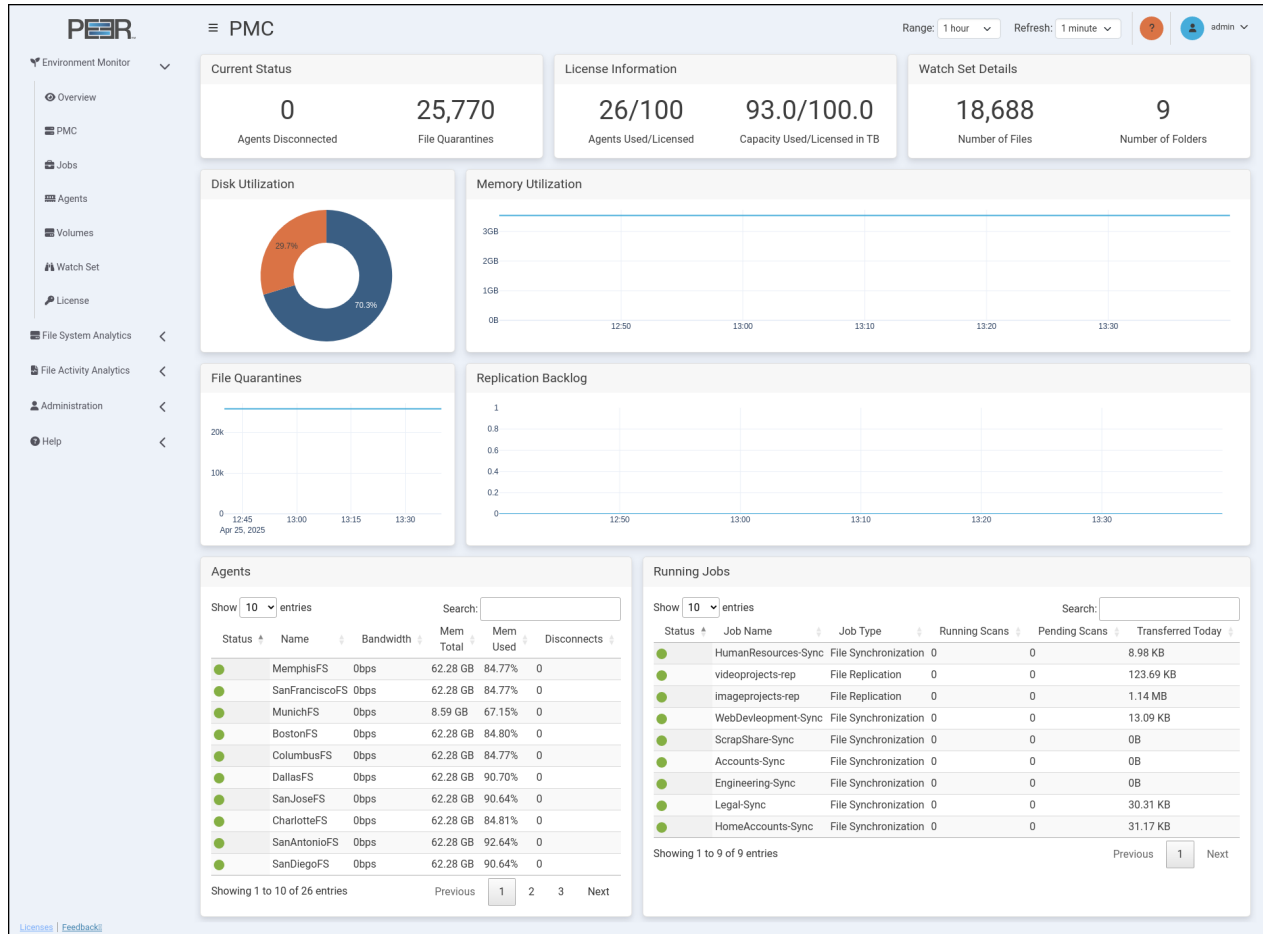 PEER
≡ PMC
Range: 1 hour Refresh: 1 minute ? admin
Environment Monitor
Overview
PMC
Jobs
Agents
Volumes
Watch Set
License
File System Analytics
File Activity Analytics
Administration
Help
Current Status
0 25,770
Agents Disconnected File Quarantines
License Information
26/100 93.0/100.0
Agents Used/Licensed Capacity Used/Licensed in TB
Watch Set Details
18,688 9
Number of Files Number of Folders
Disk Utilization
29.7%
70.3%
Memory Utilization
3GB
2GB
1GB
0B
12:50 13:00 13:10 13:20 13:30
File Quarantines
20k
10k
0
12:45 13:00 13:15 13:30
Apr 25, 2025
Replication Backlog
1
0.8
0.6
0.4
0.2
0
12:50 13:00 13:10 13:20 13:30
Agents
Show 10 entries Search:
Status Name Bandwidth Mem Total Mem Used Disconnects
MemphisFS 0bps 62.28 GB 84.77% 0
SanFranciscoFS 0bps 62.28 GB 84.77% 0
MunichFS 0bps 8.59 GB 67.15% 0
BostonFS 0bps 62.28 GB 84.80% 0
ColumbusFS 0bps 62.28 GB 84.77% 0
DallasFS 0bps 62.28 GB 90.70% 0
SanJoseFS 0bps 62.28 GB 90.64% 0
CharlotteFS 0bps 62.28 GB 84.81% 0
SanAntonioFS 0bps 62.28 GB 92.64% 0
SanDiegoFS 0bps 62.28 GB 90.64% 0
Showing 1 to 10 of 26 entries Previous 1 2 3 Next
Running Jobs
Show 10 entries Search:
Status Job Name Job Type Running Scans Pending Scans Transferred Today
HumanResources-Sync File Synchronization 0 0 8.98 KB
videoprojects-rep File Replication 0 0 123.69 KB
imageprojects-rep File Replication 0 0 1.14 MB
WebDevleopment-Sync File Synchronization 0 0 13.09 KB
ScrapShare-Sync File Synchronization 0 0 0B
Accounts-Sync File Synchronization 0 0 0B
Engineering-Sync File Synchronization 0 0 0B
Legal-Sync File Synchronization 0 0 30.31 KB
HomeAccounts-Sync File Synchronization 0 0 31.17 KB
Showing 1 to 9 of 9 entries Previous 1 Next
Licenses | Feedback